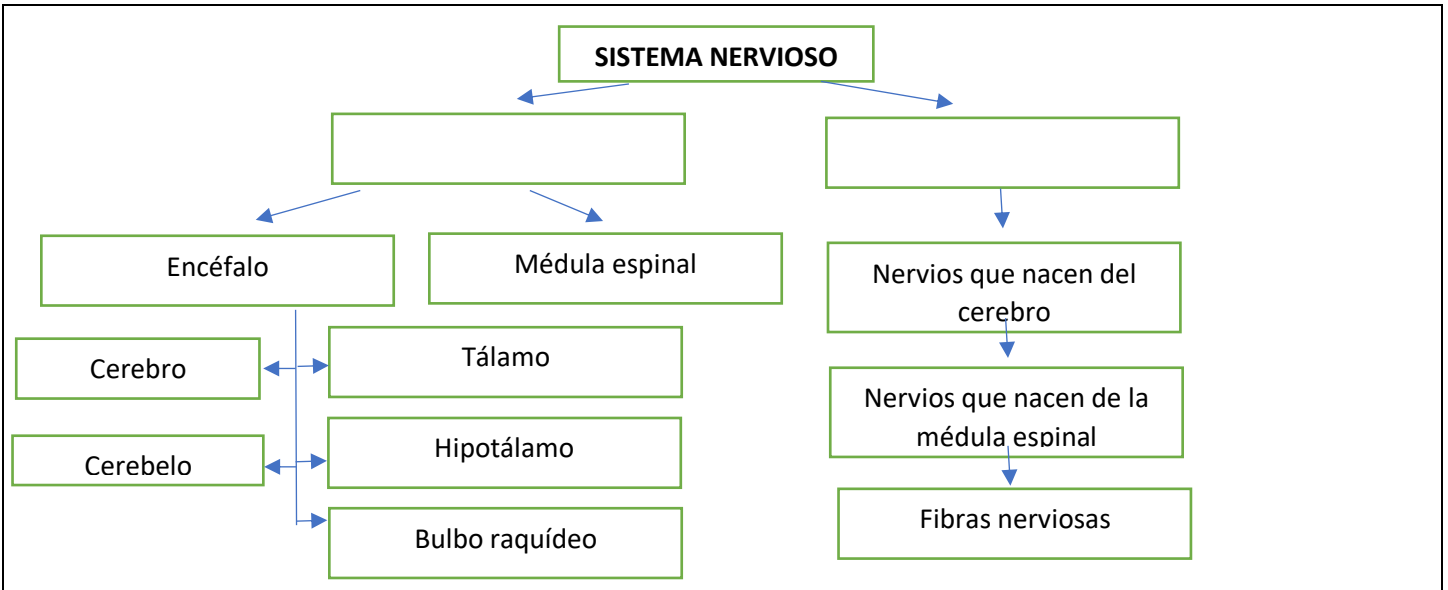 SISTEMA NERVIOSO
Encéfalo
Médula espinal
Nervios que nacen del
cerebro
Cerebro
Tálamo
Nervios que nacen de la
médula espinal
Cerebelo
Hipotálamo
Fibras nerviosas
Bulbo raquídeo